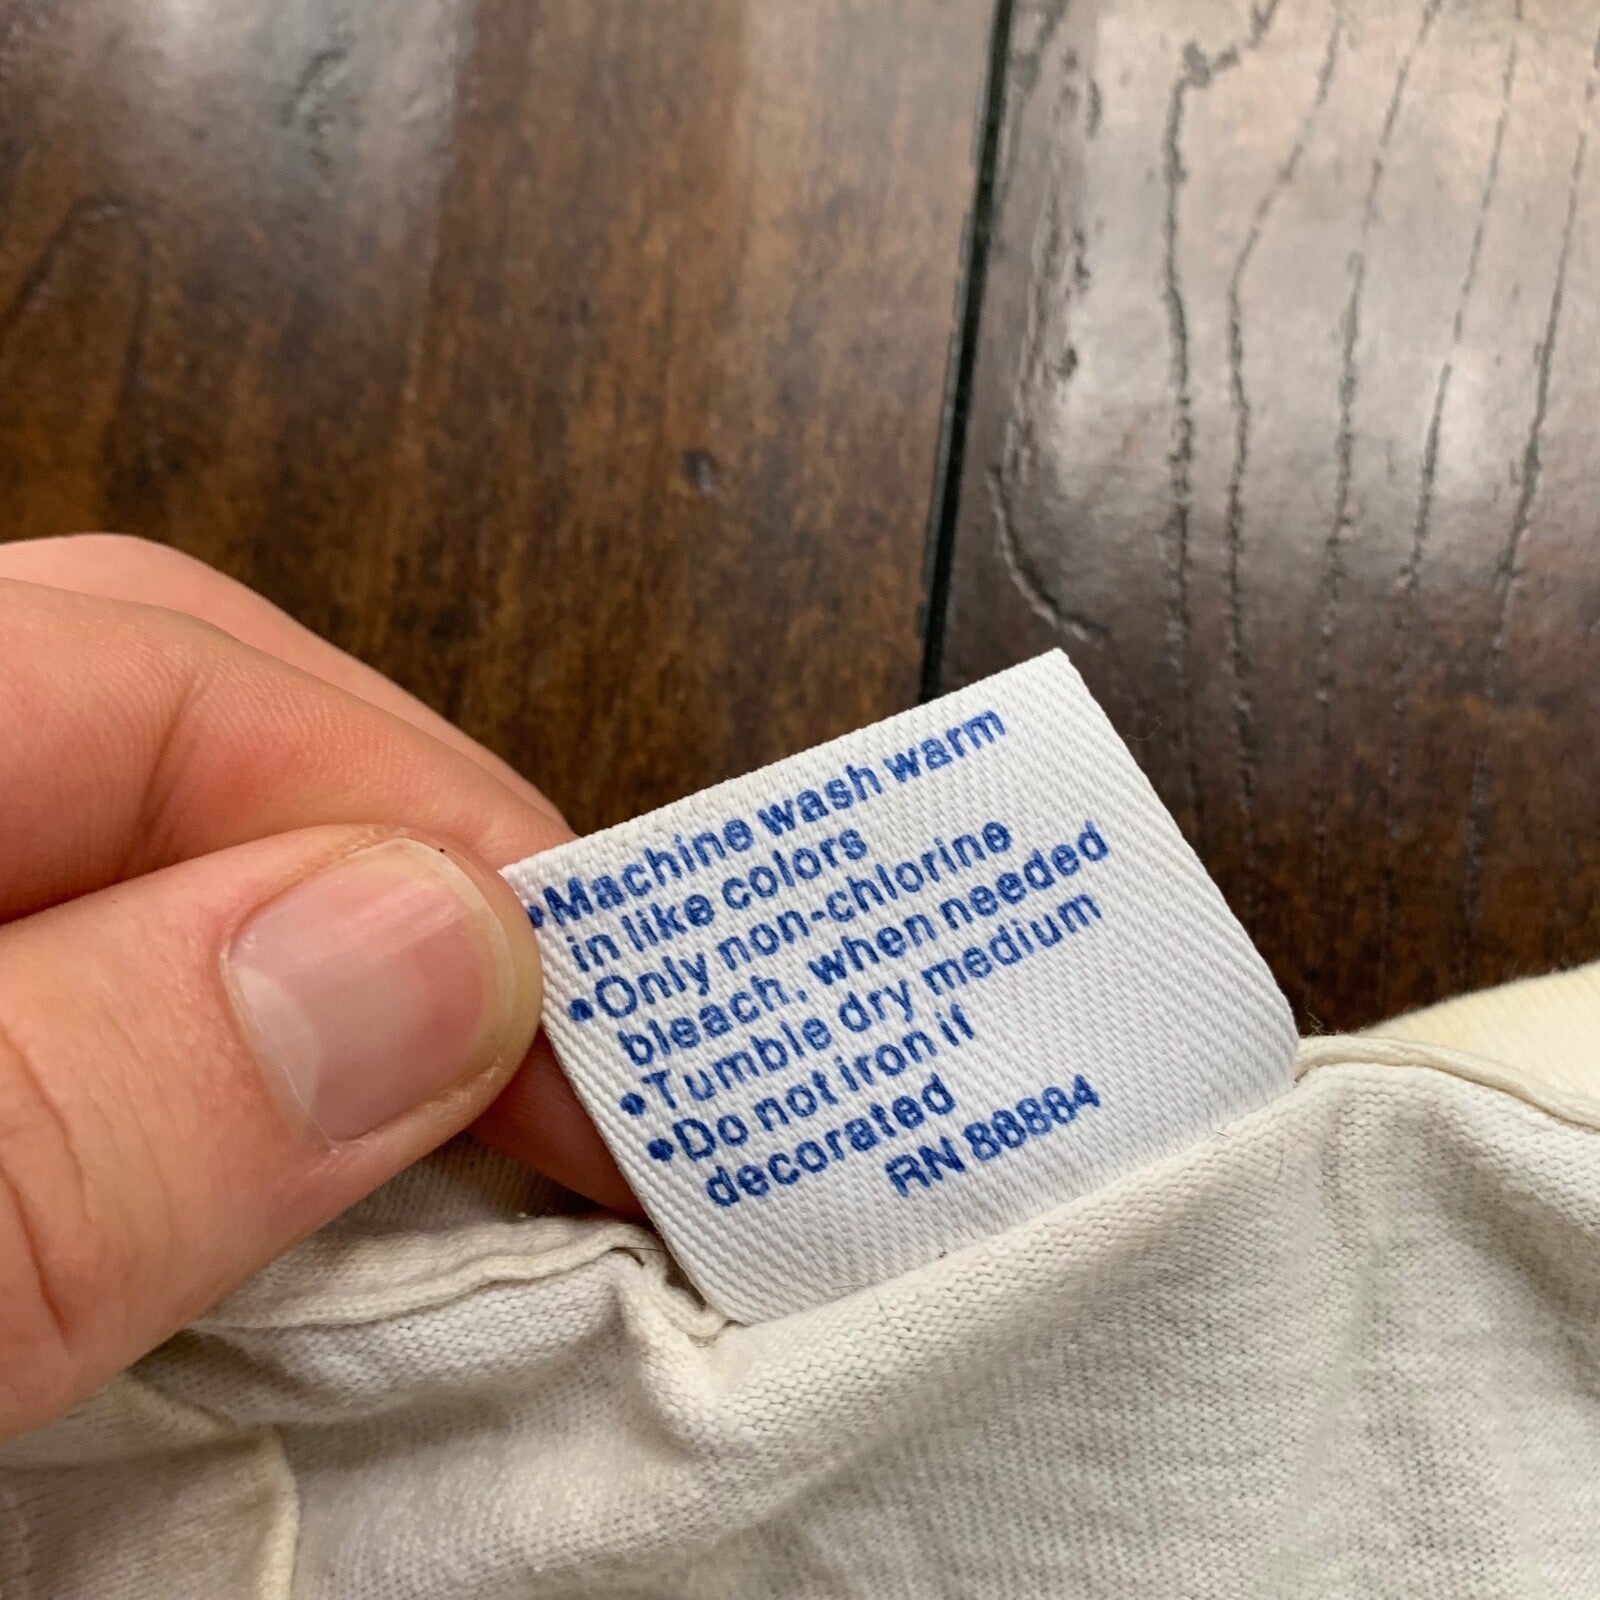 •Machine wash warm
in like colors
•Only non-chlorine
bleach, when needed
•Tumble dry medium
•Do not iron if
decorated
RN 86884